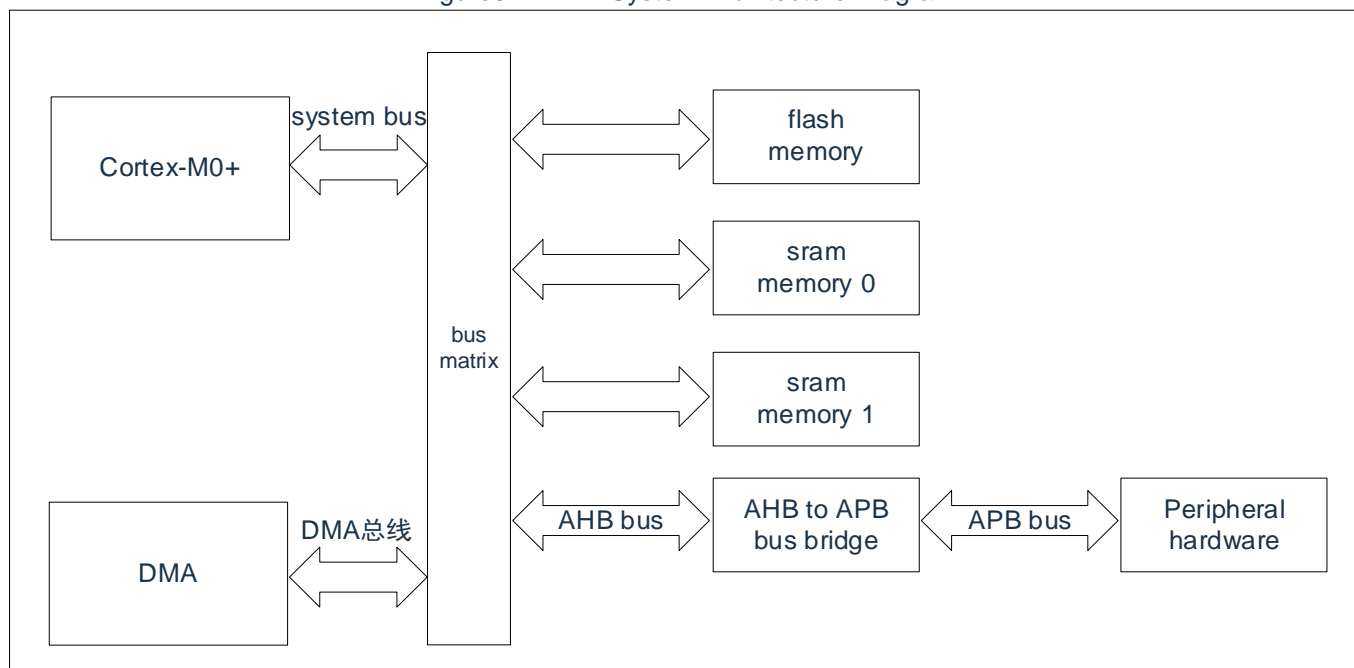 system bus
Cortex-M0+
flash
memory
sram
memory 0
bus
matrix
sram
memory 1
DMA总线
DMA
AHB bus
AHB to APB
bus bridge
APB bus
Peripheral
hardware